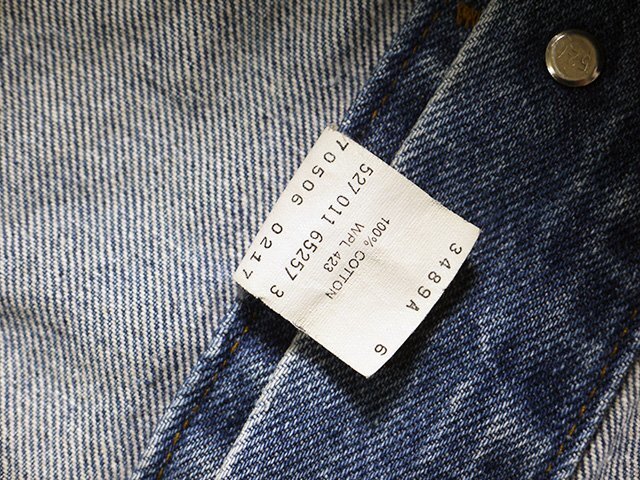 3489A 6
100% COTTON
WPL 423
527 011 65257 3
70506 0217